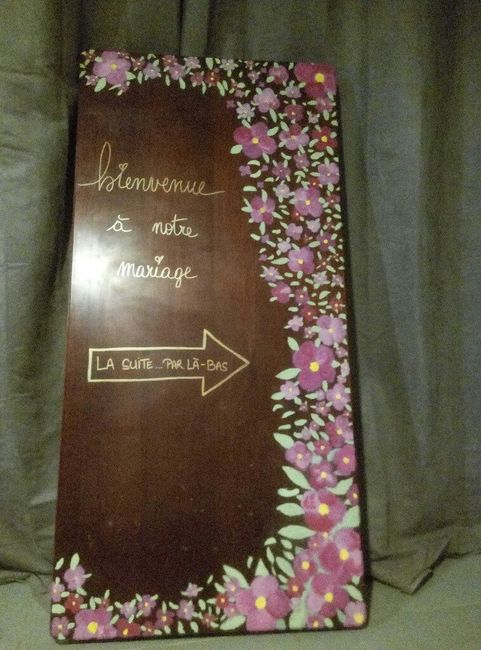 bienvenue
à notre
mariage
LA SUITE... PAR LÀ-BAS